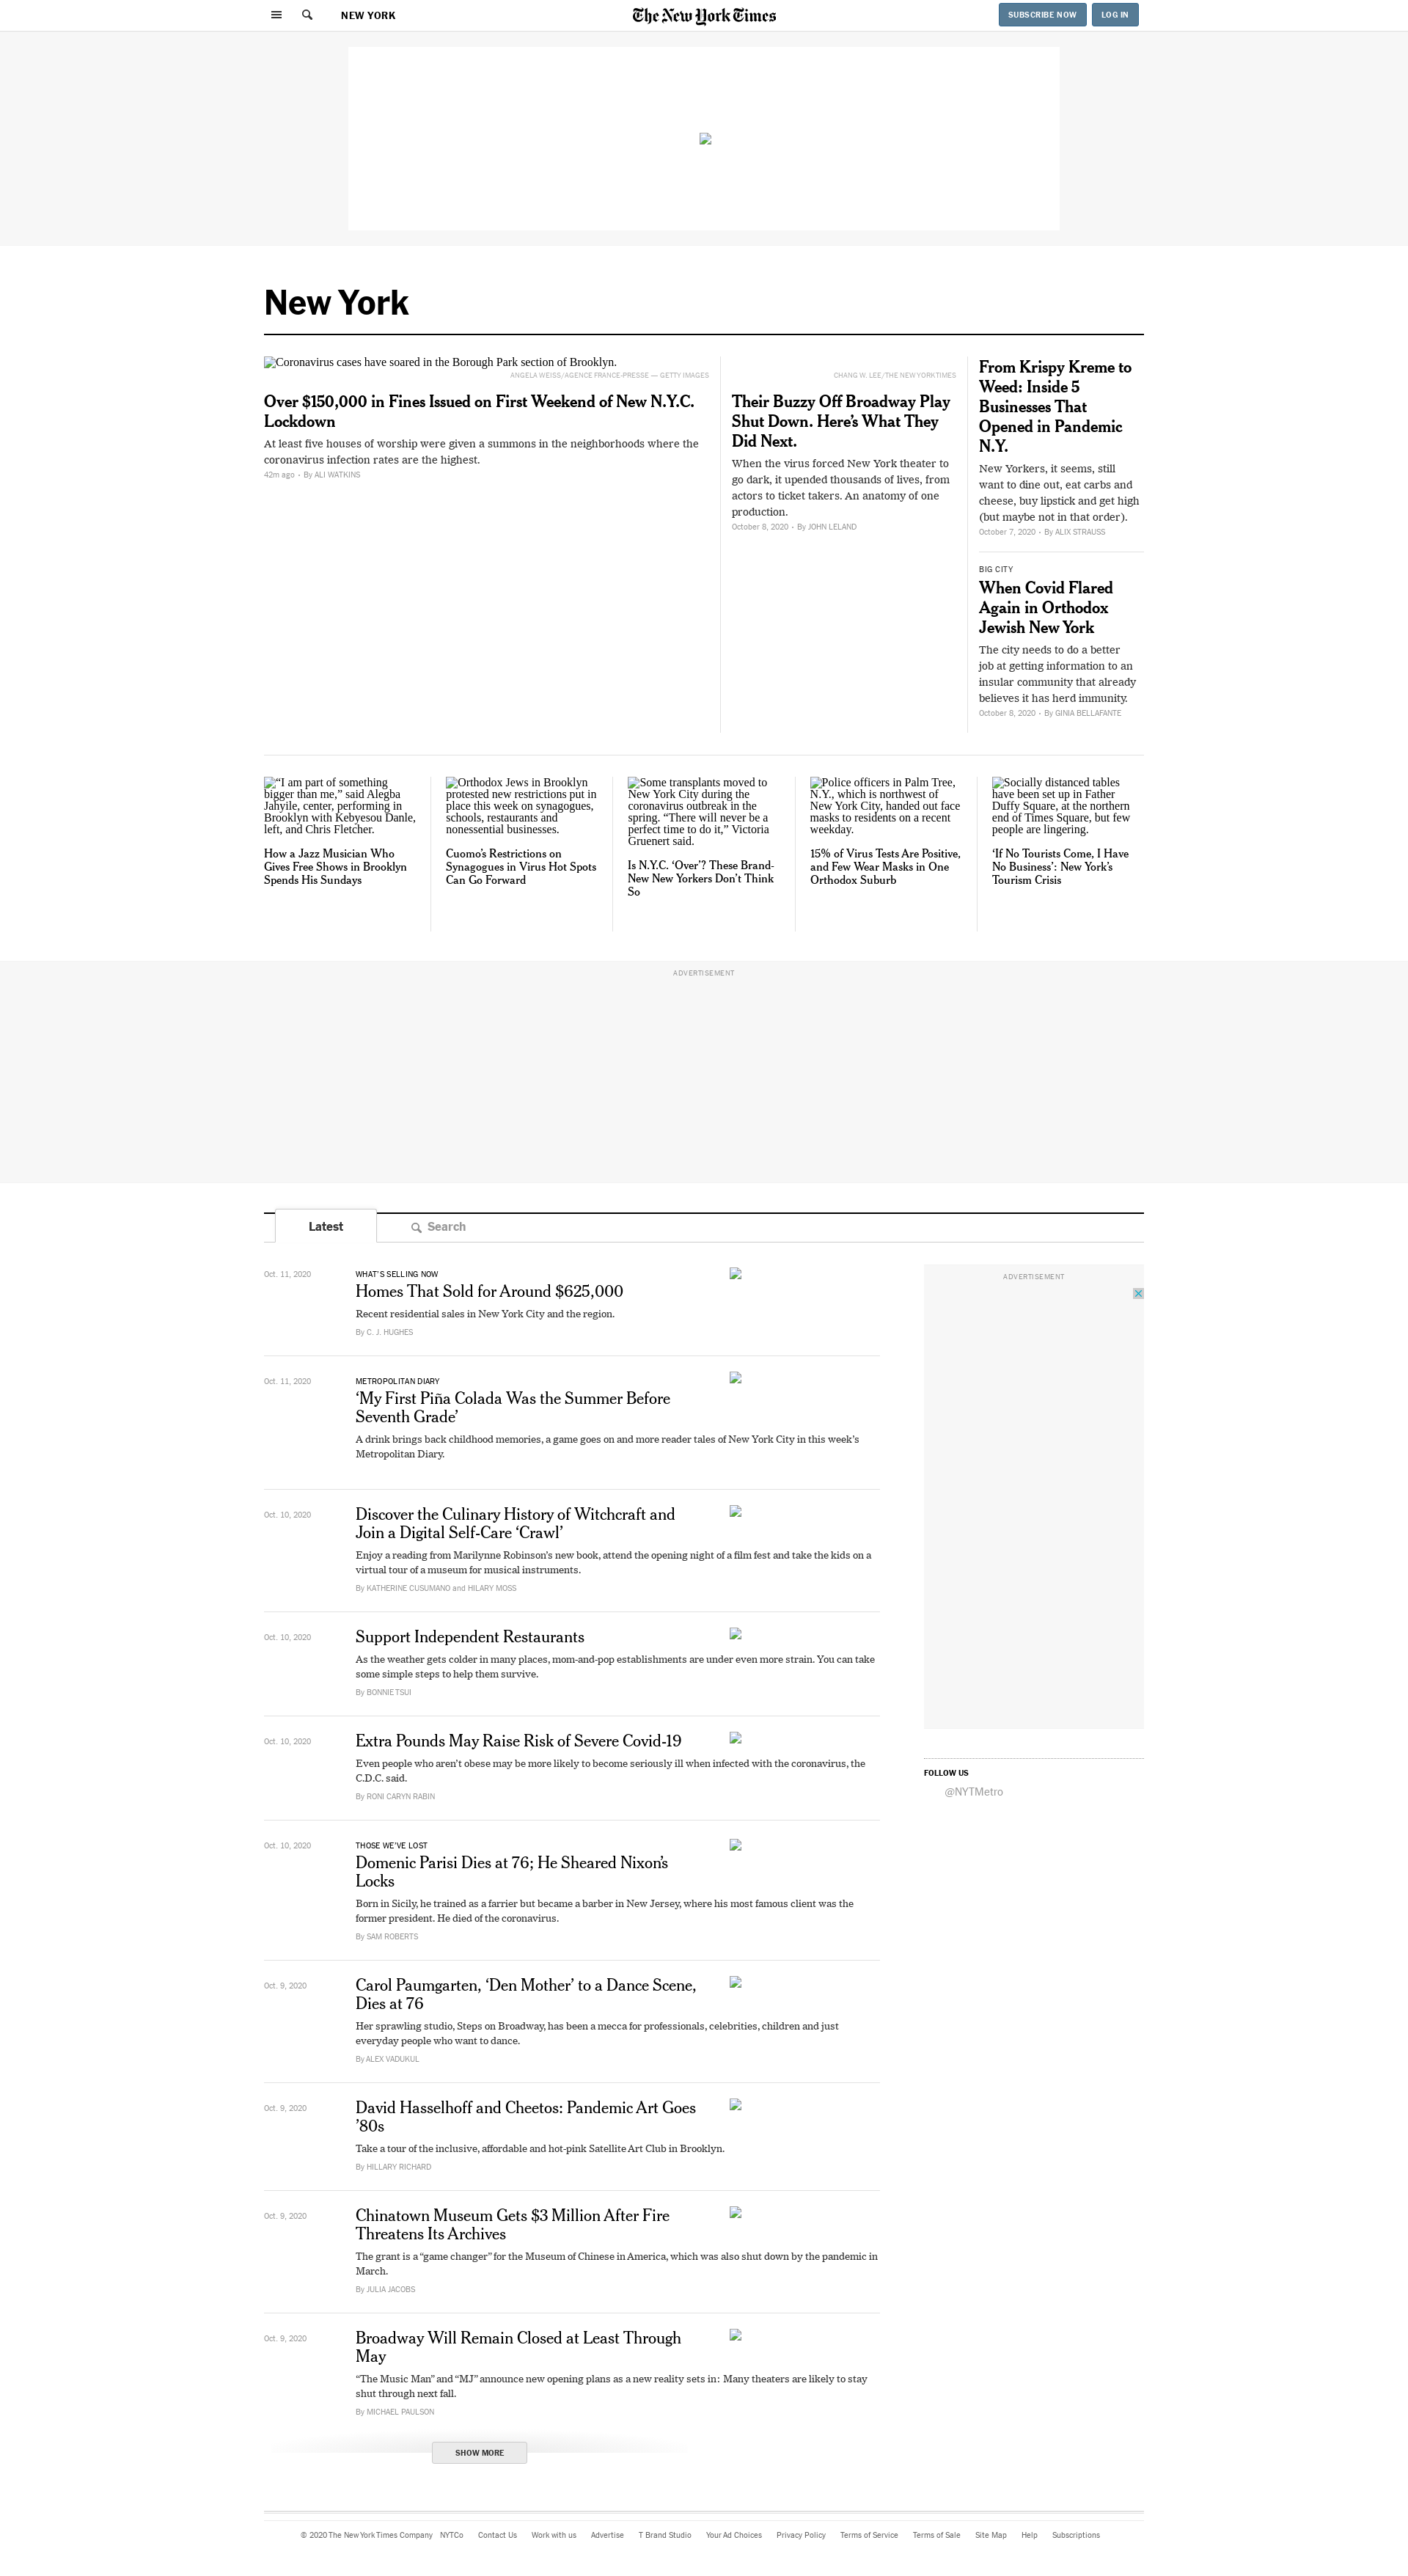 NEW YORK
The New York Times
SUBSCRIBE NOW
LOG IN
New York
Coronavirus cases have soared in the Borough Park section of Brooklyn.
ANGELA WEISS/AGENCE FRANCE-PRESSE — GETTY IMAGES
Over $150,000 in Fines Issued on First Weekend of New N.Y.C.
Lockdown
At least five houses of worship were given a summons in the neighborhoods where the
coronavirus infection rates are the highest.
42m ago • By ALI WATKINS
CHANG W. LEE/THE NEW YORK TIMES
Their Buzzy Off Broadway Play
Shut Down. Here’s What They
Did Next.
When the virus forced New York theater to
go dark, it upended thousands of lives, from
actors to ticket takers. An anatomy of one
production.
October 8, 2020 • By JOHN LELAND
From Krispy Kreme to
Weed: Inside 5
Businesses That
Opened in Pandemic
N.Y.
New Yorkers, it seems, still
want to dine out, eat carbs and
cheese, buy lipstick and get high
(but maybe not in that order).
October 7, 2020 • By ALIX STRAUSS
BIG CITY
When Covid Flared
Again in Orthodox
Jewish New York
The city needs to do a better
job at getting information to an
insular community that already
believes it has herd immunity.
October 8, 2020 • By GINIA BELLAFANTE
“I am part of something
bigger than me,” said Alegba
Jahyile, center, performing in
Brooklyn with Kebyesou Danle,
left, and Chris Fletcher.
How a Jazz Musician Who
Gives Free Shows in Brooklyn
Spends His Sundays
Orthodox Jews in Brooklyn
protested new restrictions put in
place this week on synagogues,
schools, restaurants and
nonessential businesses.
Cuomo’s Restrictions on
Synagogues in Virus Hot Spots
Can Go Forward
Some transplants moved to
New York City during the
coronavirus outbreak in the
spring. “There will never be a
perfect time to do it,” Victoria
Gruenert said.
Is N.Y.C. ‘Over’? These Brand-
New New Yorkers Don’t Think
So
Police officers in Palm Tree,
N.Y., which is northwest of
New York City, handed out face
masks to residents on a recent
weekday.
15% of Virus Tests Are Positive,
and Few Wear Masks in One
Orthodox Suburb
Socially distanced tables
have been set up in Father
Duffy Square, at the northern
end of Times Square, but few
people are lingering.
‘If No Tourists Come, I Have
No Business’: New York’s
Tourism Crisis
ADVERTISEMENT
Latest
Search
Oct. 11, 2020
WHAT’S SELLING NOW
Homes That Sold for Around $625,000
Recent residential sales in New York City and the region.
By C. J. HUGHES
Oct. 11, 2020
METROPOLITAN DIARY
‘My First Piña Colada Was the Summer Before
Seventh Grade’
A drink brings back childhood memories, a game goes on and more reader tales of New York City in this week’s
Metropolitan Diary.
Oct. 10, 2020
Discover the Culinary History of Witchcraft and
Join a Digital Self-Care ‘Crawl’
Enjoy a reading from Marilynne Robinson’s new book, attend the opening night of a film fest and take the kids on a
virtual tour of a museum for musical instruments.
By KATHERINE CUSUMANO and HILARY MOSS
Oct. 10, 2020
Support Independent Restaurants
As the weather gets colder in many places, mom-and-pop establishments are under even more strain. You can take
some simple steps to help them survive.
By BONNIE TSUI
Oct. 10, 2020
Extra Pounds May Raise Risk of Severe Covid-19
Even people who aren’t obese may be more likely to become seriously ill when infected with the coronavirus, the
C.D.C. said.
By RONI CARYN RABIN
Oct. 10, 2020
THOSE WE’VE LOST
Domenic Parisi Dies at 76; He Sheared Nixon’s
Locks
Born in Sicily, he trained as a farrier but became a barber in New Jersey, where his most famous client was the
former president. He died of the coronavirus.
By SAM ROBERTS
Oct. 9, 2020
Carol Paumgarten, ‘Den Mother’ to a Dance Scene,
Dies at 76
Her sprawling studio, Steps on Broadway, has been a mecca for professionals, celebrities, children and just
everyday people who want to dance.
By ALEX VADUKUL
Oct. 9, 2020
David Hasselhoff and Cheetos: Pandemic Art Goes
’80s
Take a tour of the inclusive, affordable and hot-pink Satellite Art Club in Brooklyn.
By HILLARY RICHARD
Oct. 9, 2020
Chinatown Museum Gets $3 Million After Fire
Threatens Its Archives
The grant is a “game changer” for the Museum of Chinese in America, which was also shut down by the pandemic in
March.
By JULIA JACOBS
Oct. 9, 2020
Broadway Will Remain Closed at Least Through
May
“The Music Man” and “MJ” announce new opening plans as a new reality sets in: Many theaters are likely to stay
shut through next fall.
By MICHAEL PAULSON
SHOW MORE
ADVERTISEMENT
FOLLOW US
@NYTMetro
© 2020 The New York Times Company NYTCo Contact Us Work with us Advertise T Brand Studio Your Ad Choices Privacy Policy Terms of Service Terms of Sale Site Map Help Subscriptions